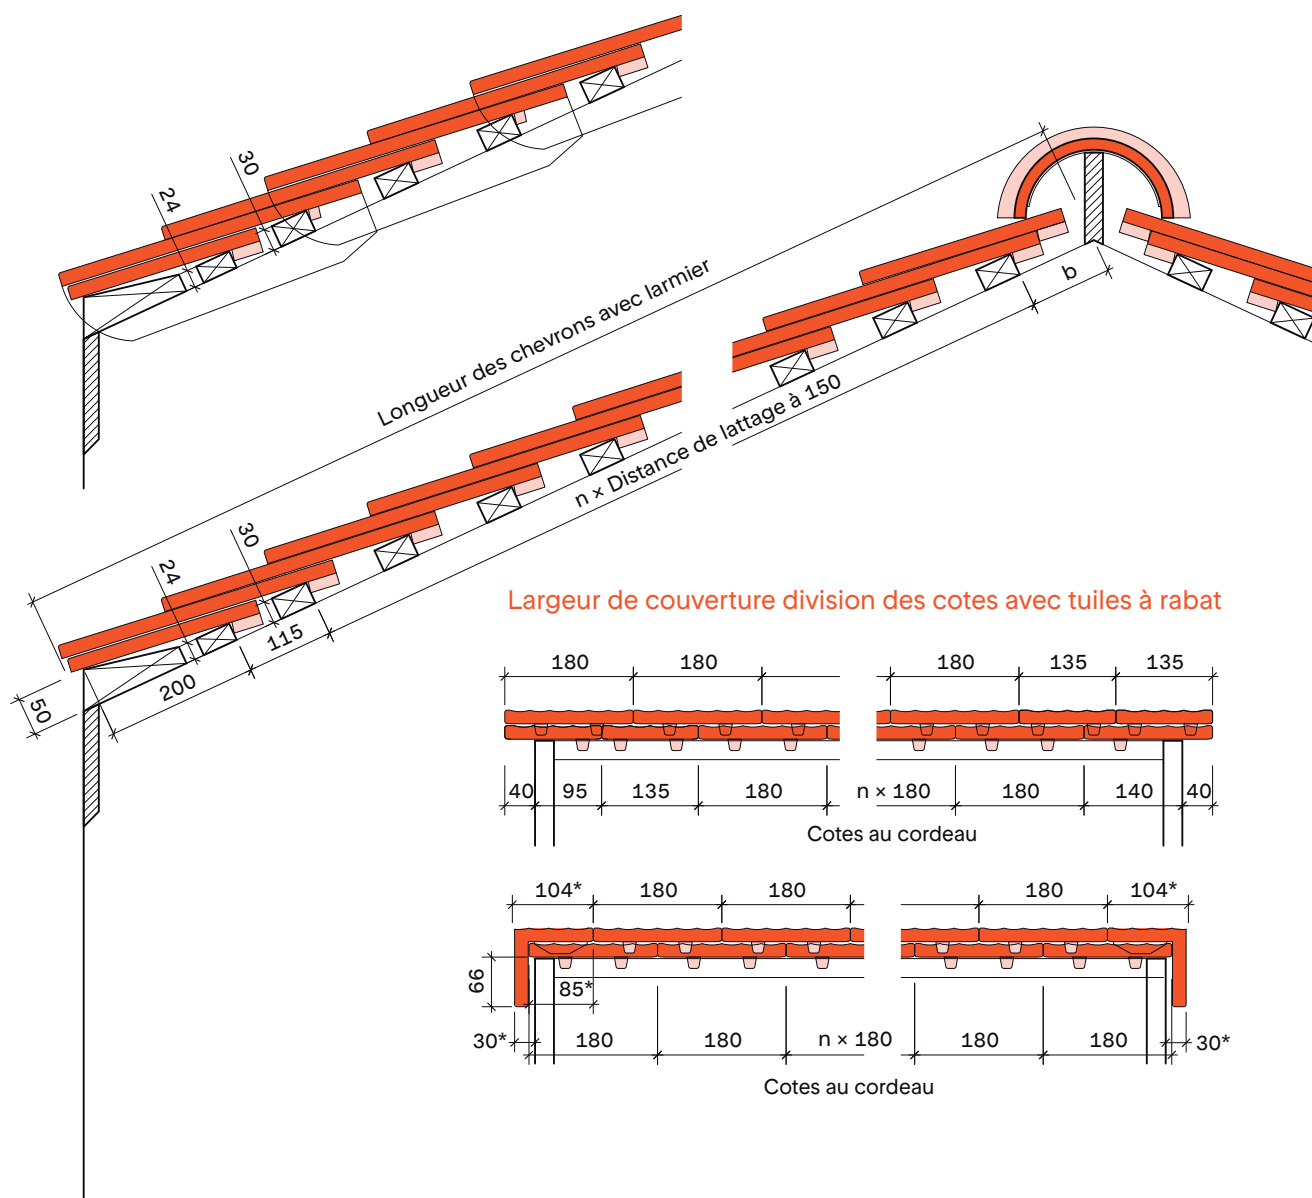 30
24
Longueur des chevrons avec larmier
b
n × Distance de lattage à 150
30
24
115
200
50
Largeur de couverture division des cotes avec tuiles à rabat
180 180 180 135 135
40 95 135 180 n × 180 180 140 40
Cotes au cordeau
104* 180 180 180 104*
66
85*
30* 180 180 n × 180 180 180 30*
Cotes au cordeau